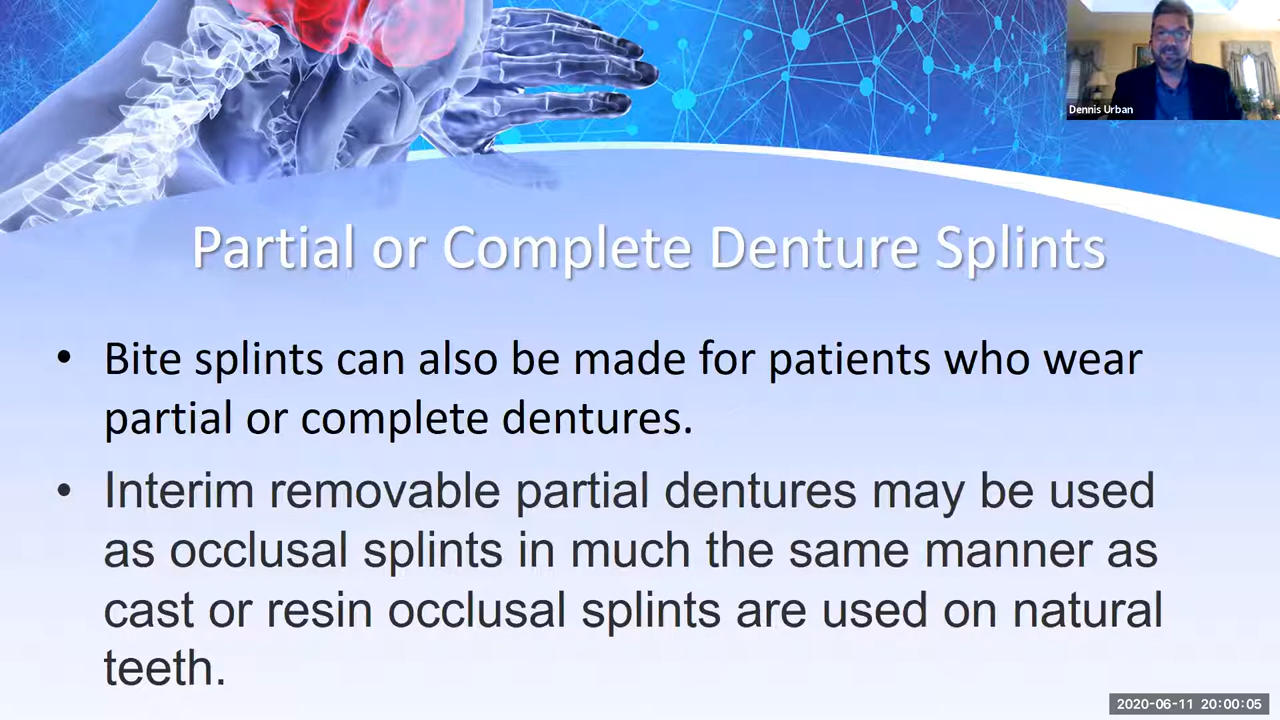 Dennis Urban
Partial or Complete Denture Splints
• Bite splints can also be made for patients who wear
partial or complete dentures.
• Interim removable partial dentures may be used
as occlusal splints in much the same manner as
cast or resin occlusal splints are used on natural
teeth.
2020-06-11 20:00:05